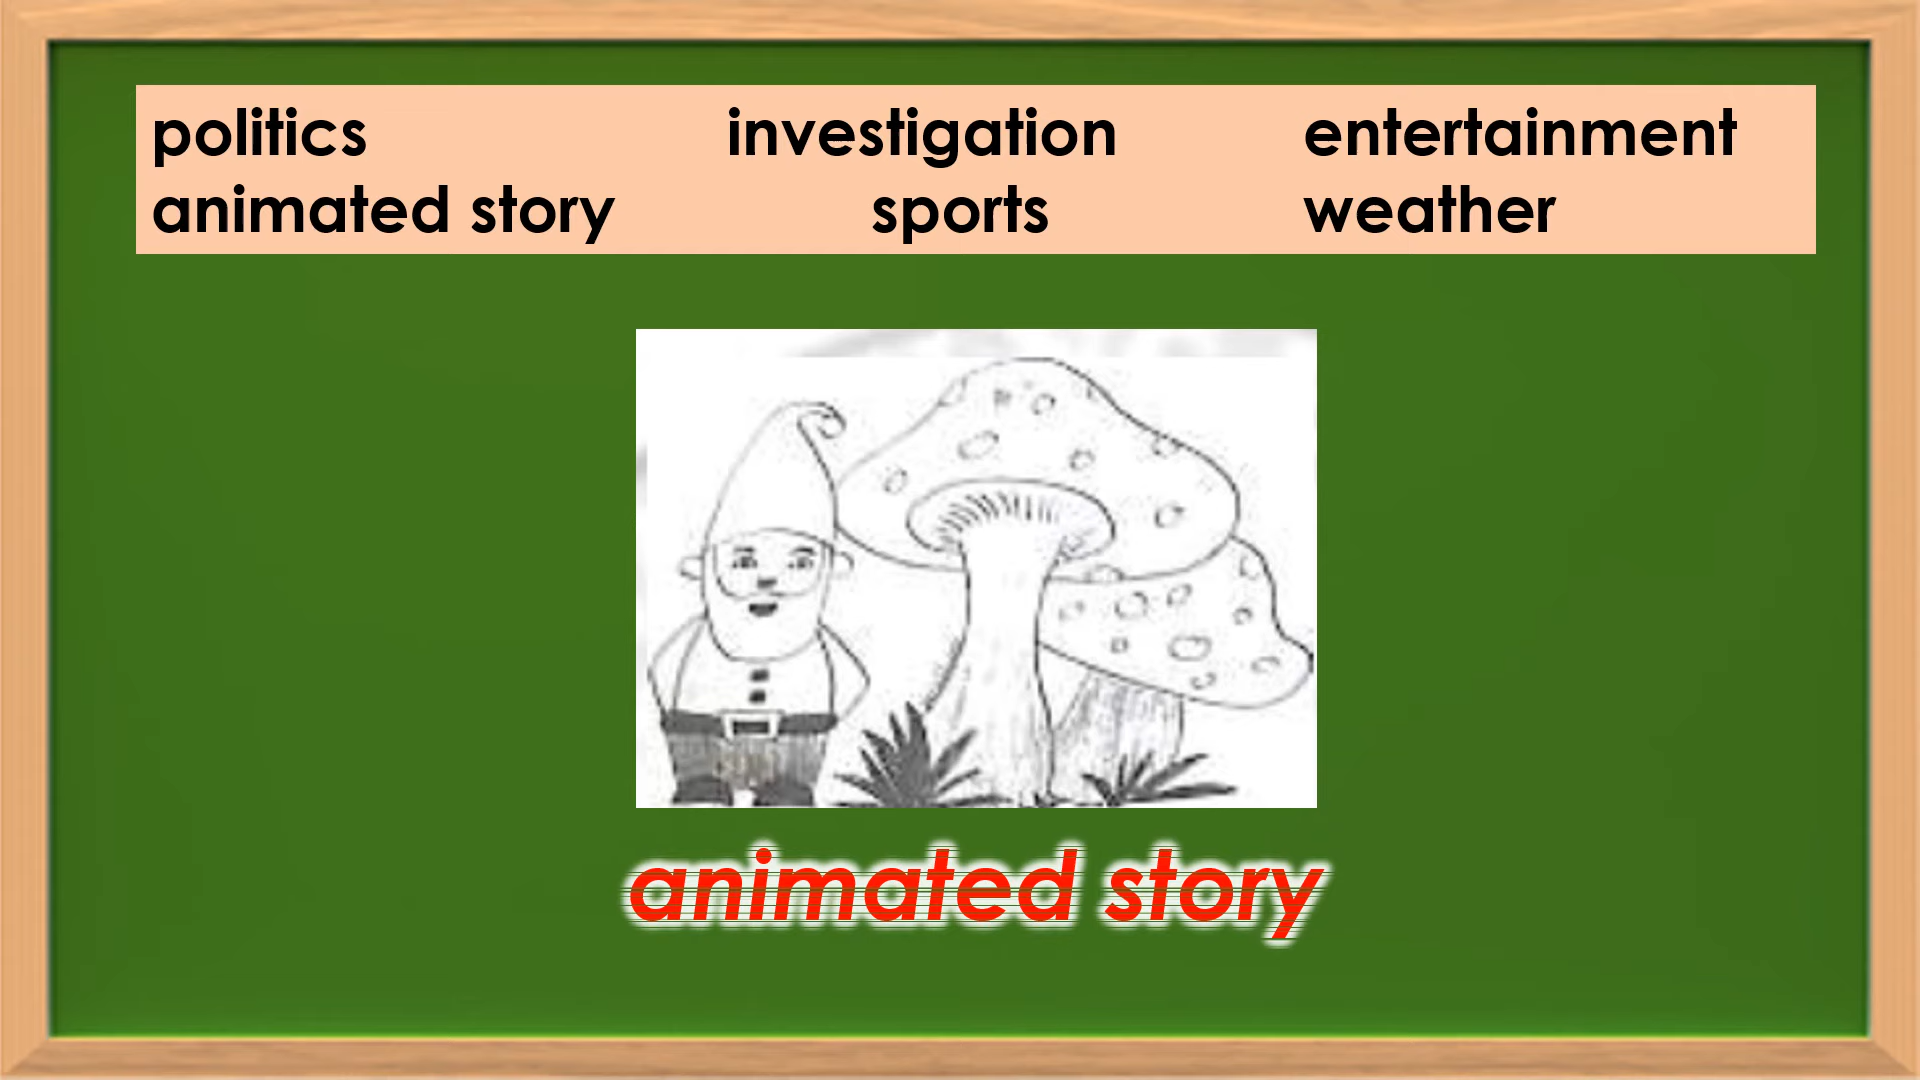 politics investigation entertainment
animated story sports weather
animated story